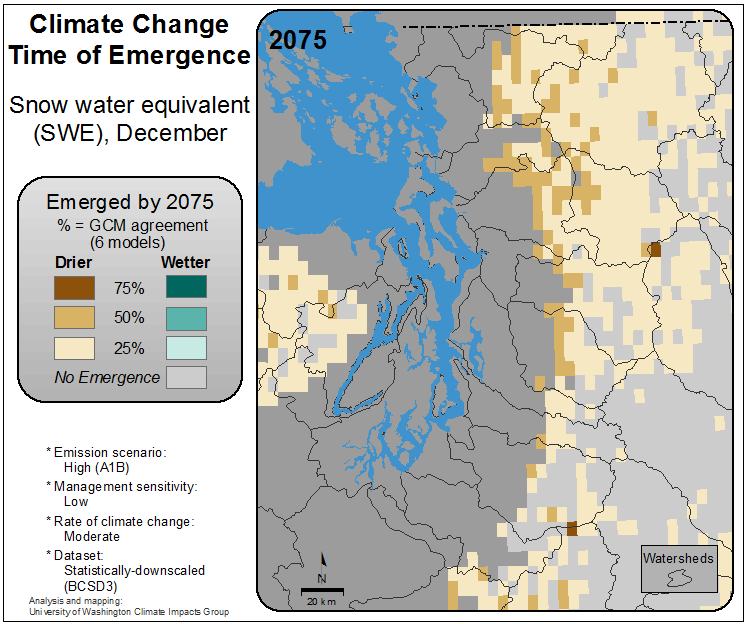 Climate Change
Time of Emergence
Snow water equivalent
(SWE), December
Emerged by 2075
% = GCM agreement
(6 models)
Drier Wetter
75%
50%
25%
No Emergence
* Emission scenario:
High (A1B)
* Management sensitivity:
Low
* Rate of climate change:
Moderate
* Dataset:
Statistically-downscaled
(BCSD3)
Analysis and mapping:
University of Washington Climate Impacts Group
2075
N
20 km
Watersheds